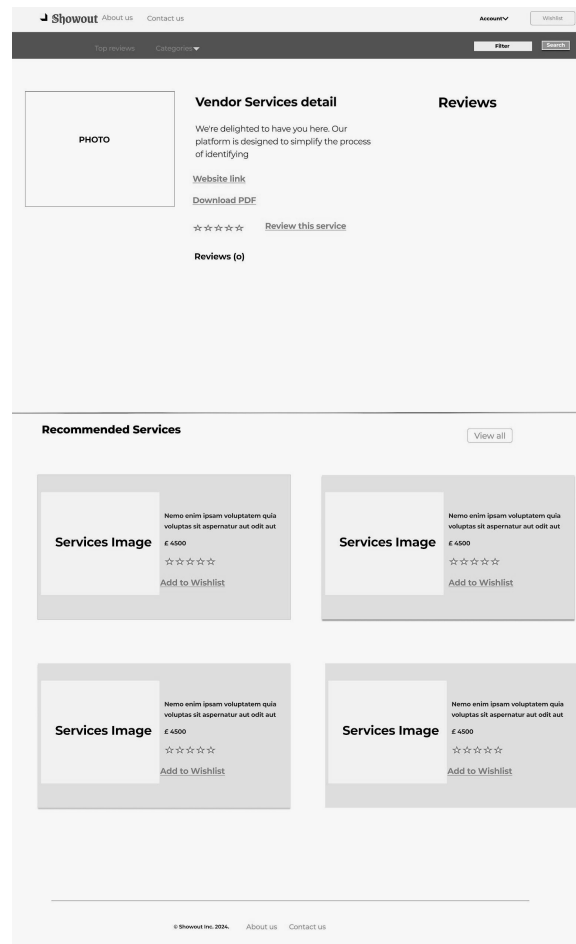 Showout About us Contact us Account Wishlist
Top reviews Categories Filter Search
PHOTO
Vendor Services detail
We're delighted to have you here. Our
platform is designed to simplify the process
of identifying
Website link
Download PDF
Review this service
Reviews (o)
Reviews
Recommended Services
View all
Services Image
Nemo enim ipsam voluptatem quia
voluptas sit aspernatur aut odit aut
£ 4500
Add to Wishlist
Services Image
Nemo enim ipsam voluptatem quia
voluptas sit aspernatur aut odit aut
£ 4500
Add to Wishlist
Services Image
Nemo enim ipsam voluptatem quia
voluptas sit aspernatur aut odit aut
£ 4500
Add to Wishlist
Services Image
Nemo enim ipsam voluptatem quia
voluptas sit aspernatur aut odit aut
£ 4500
Add to Wishlist
© Showout Inc. 2024. About us Contact us